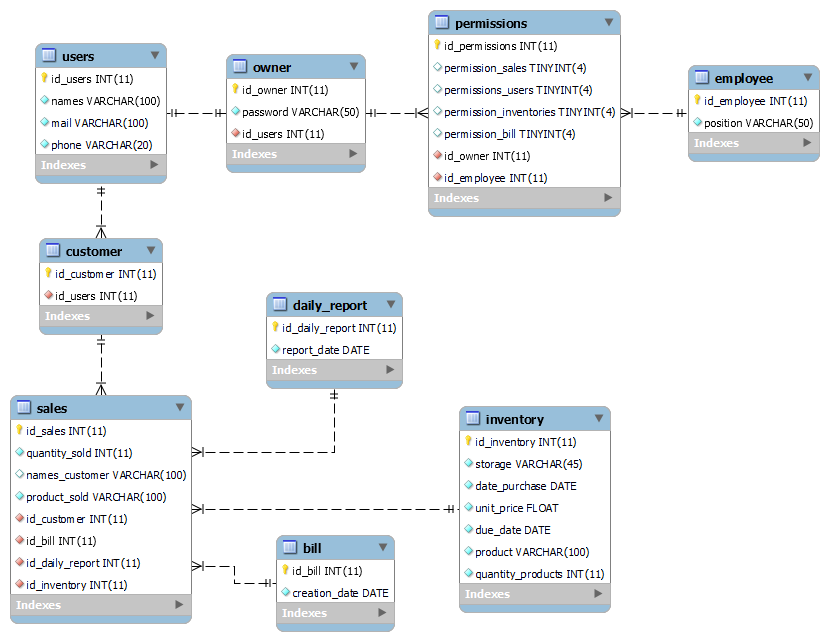 users
id_users INT(11)
names VARCHAR(100)
mail VARCHAR(100)
phone VARCHAR(20)
Indexes
owner
id_owner INT(11)
password VARCHAR(50)
id_users INT(11)
Indexes
permissions
id_permissions INT(11)
permission_sales TINYINT(4)
permissions_users TINYINT(4)
permission_inventories TINYINT(4)
permission_bill TINYINT(4)
id_owner INT(11)
id_employee INT(11)
Indexes
employee
id_employee INT(11)
position VARCHAR(50)
Indexes
customer
id_customer INT(11)
id_users INT(11)
Indexes
daily_report
id_daily_report INT(11)
report_date DATE
Indexes
sales
id_sales INT(11)
quantity_sold INT(11)
names_customer VARCHAR(100)
product_sold VARCHAR(100)
id_customer INT(11)
id_bill INT(11)
id_daily_report INT(11)
id_inventory INT(11)
Indexes
inventory
id_inventory INT(11)
storage VARCHAR(45)
date_purchase DATE
unit_price FLOAT
due_date DATE
product VARCHAR(100)
quantity_products INT(11)
Indexes
bill
id_bill INT(11)
creation_date DATE
Indexes